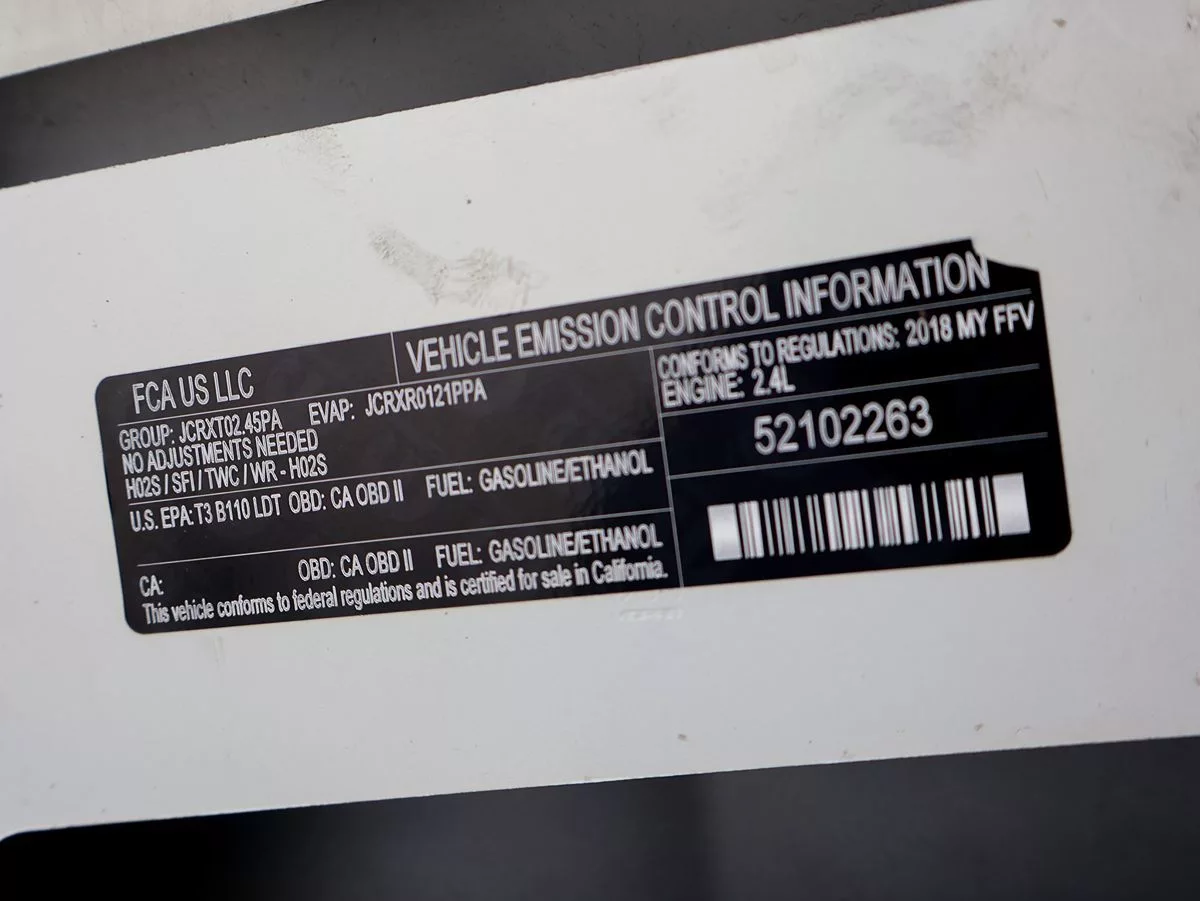 FCA US LLC
VEHICLE EMISSION CONTROL INFORMATION
GROUP: JCRXT02.45PA EVAP: JCRXR0121PPA
NO ADJUSTMENTS NEEDED
H02S / SFI / TWC / WR - H02S
U.S. EPA: T3 B110 LDT OBD: CA OBD II FUEL: GASOLINE/ETHANOL
CA: OBD: CA OBD II FUEL: GASOLINE/ETHANOL
This vehicle conforms to federal regulations and is certified for sale in California.
CONFORMS TO REGULATIONS: 2018 MY FFV
ENGINE: 2.4L
52102263